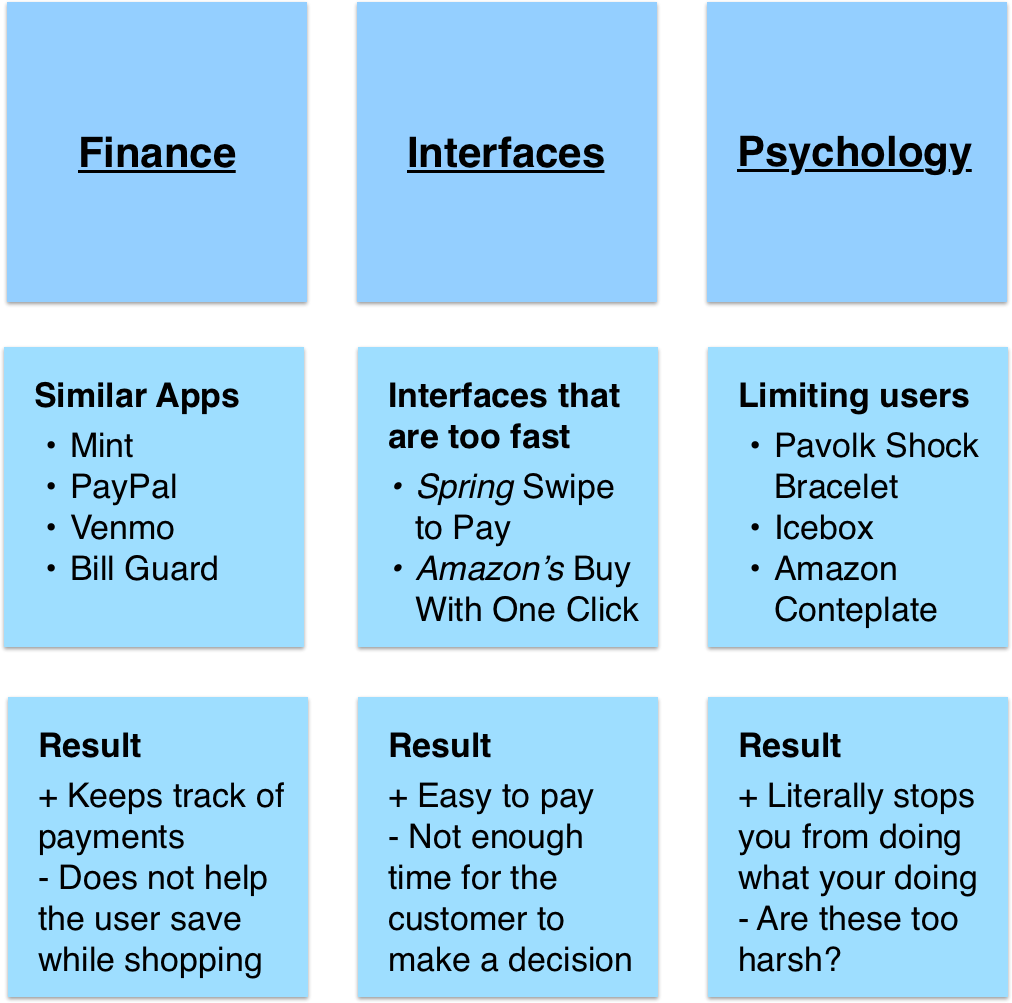 Finance
Interfaces
Psychology
Similar Apps
• Mint
• PayPal
• Venmo
• Bill Guard
Interfaces that
are too fast
• Spring Swipe
to Pay
• Amazon’s Buy
With One Click
Limiting users
• Pavolk Shock
Bracelet
• Icebox
• Amazon
Conteplate
Result
+ Keeps track of
payments
- Does not help
the user save
while shopping
Result
+ Easy to pay
- Not enough
time for the
customer to
make a decision
Result
+ Literally stops
you from doing
what your doing
- Are these too
harsh?